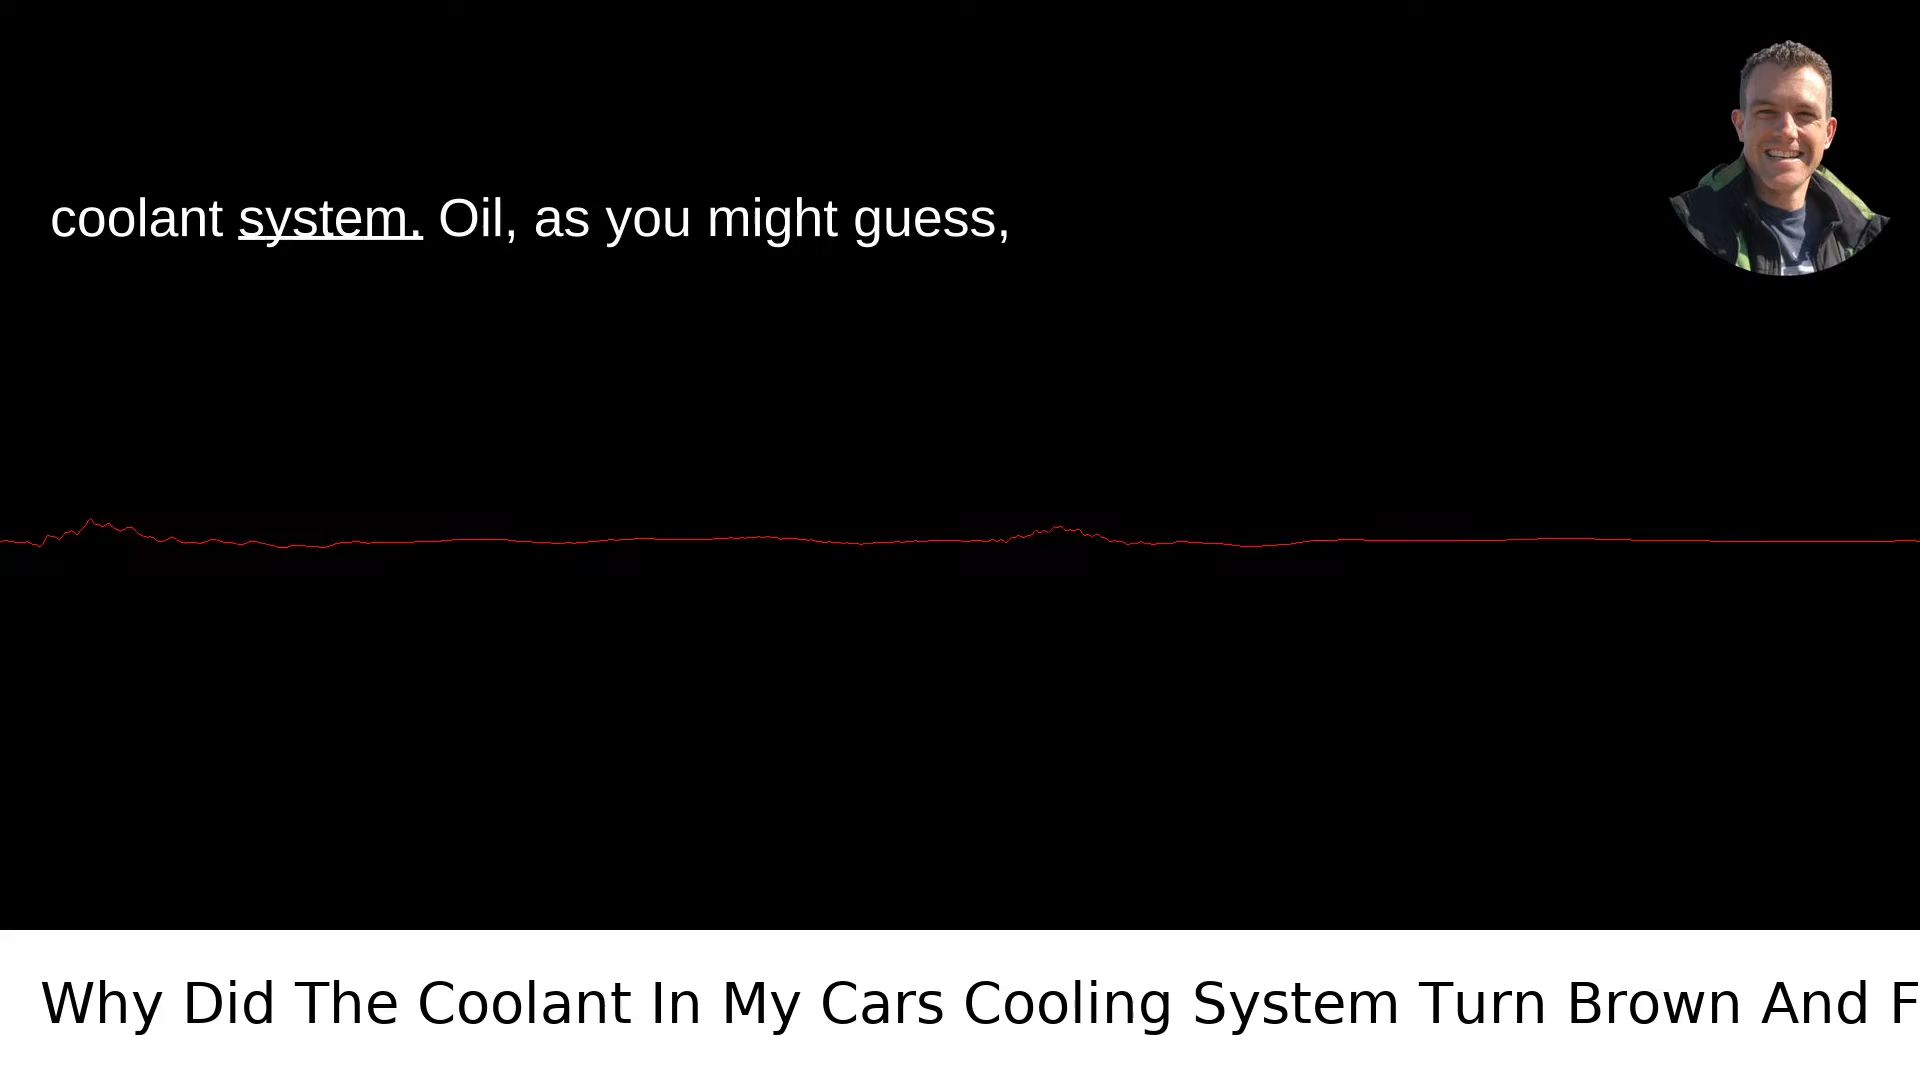 coolant system. Oil, as you might guess,
Why Did The Coolant In My Cars Cooling System Turn Brown And F